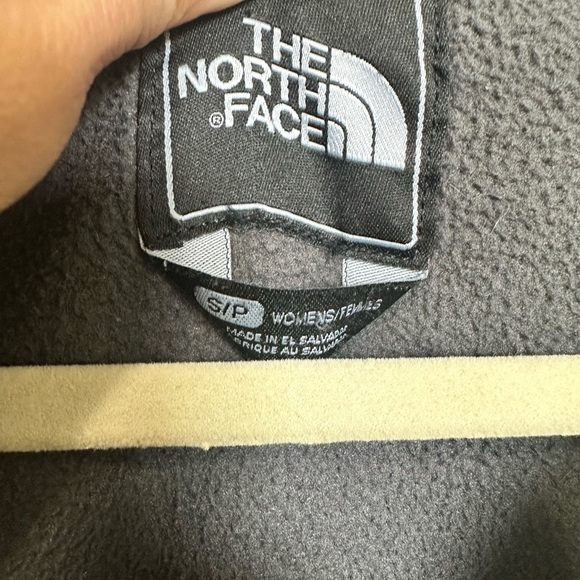 THE
NORTH
FACE®
S/P WOMENS/FEMMES
MADE IN EL SALVADOR
FABRIQUE AU SALVADOR